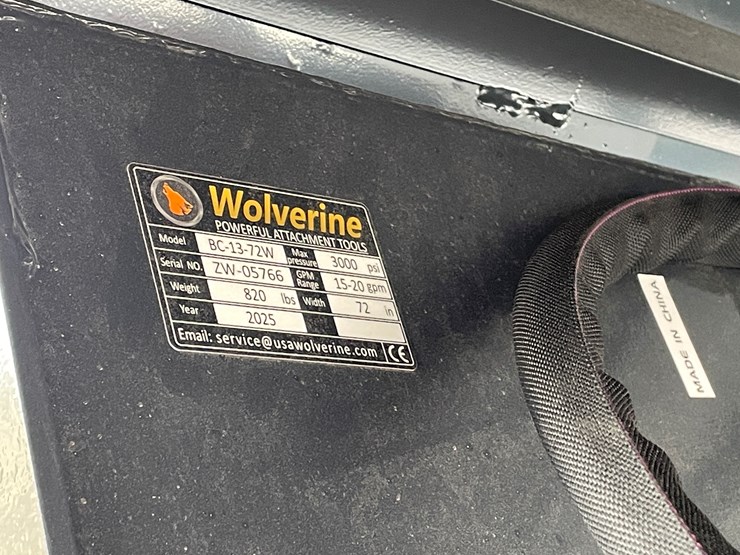 Wolverine
POWERFUL ATTACHMENT TOOLS
Model BC-13-72W Max pressure 3000 psi
Serial NO. ZW-05766 GPM Range 15-20 gpm
Weight 820 lbs Width 72 in
Year 2025
Email: service@usawolverine.com CE
MADE IN CHINA